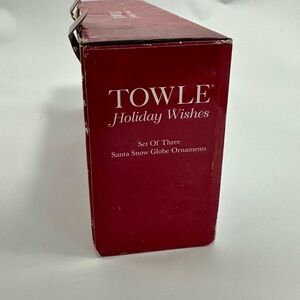 TOWLE®
Holiday Wishes
Set Of Three
Santa Snow Globe Ornaments